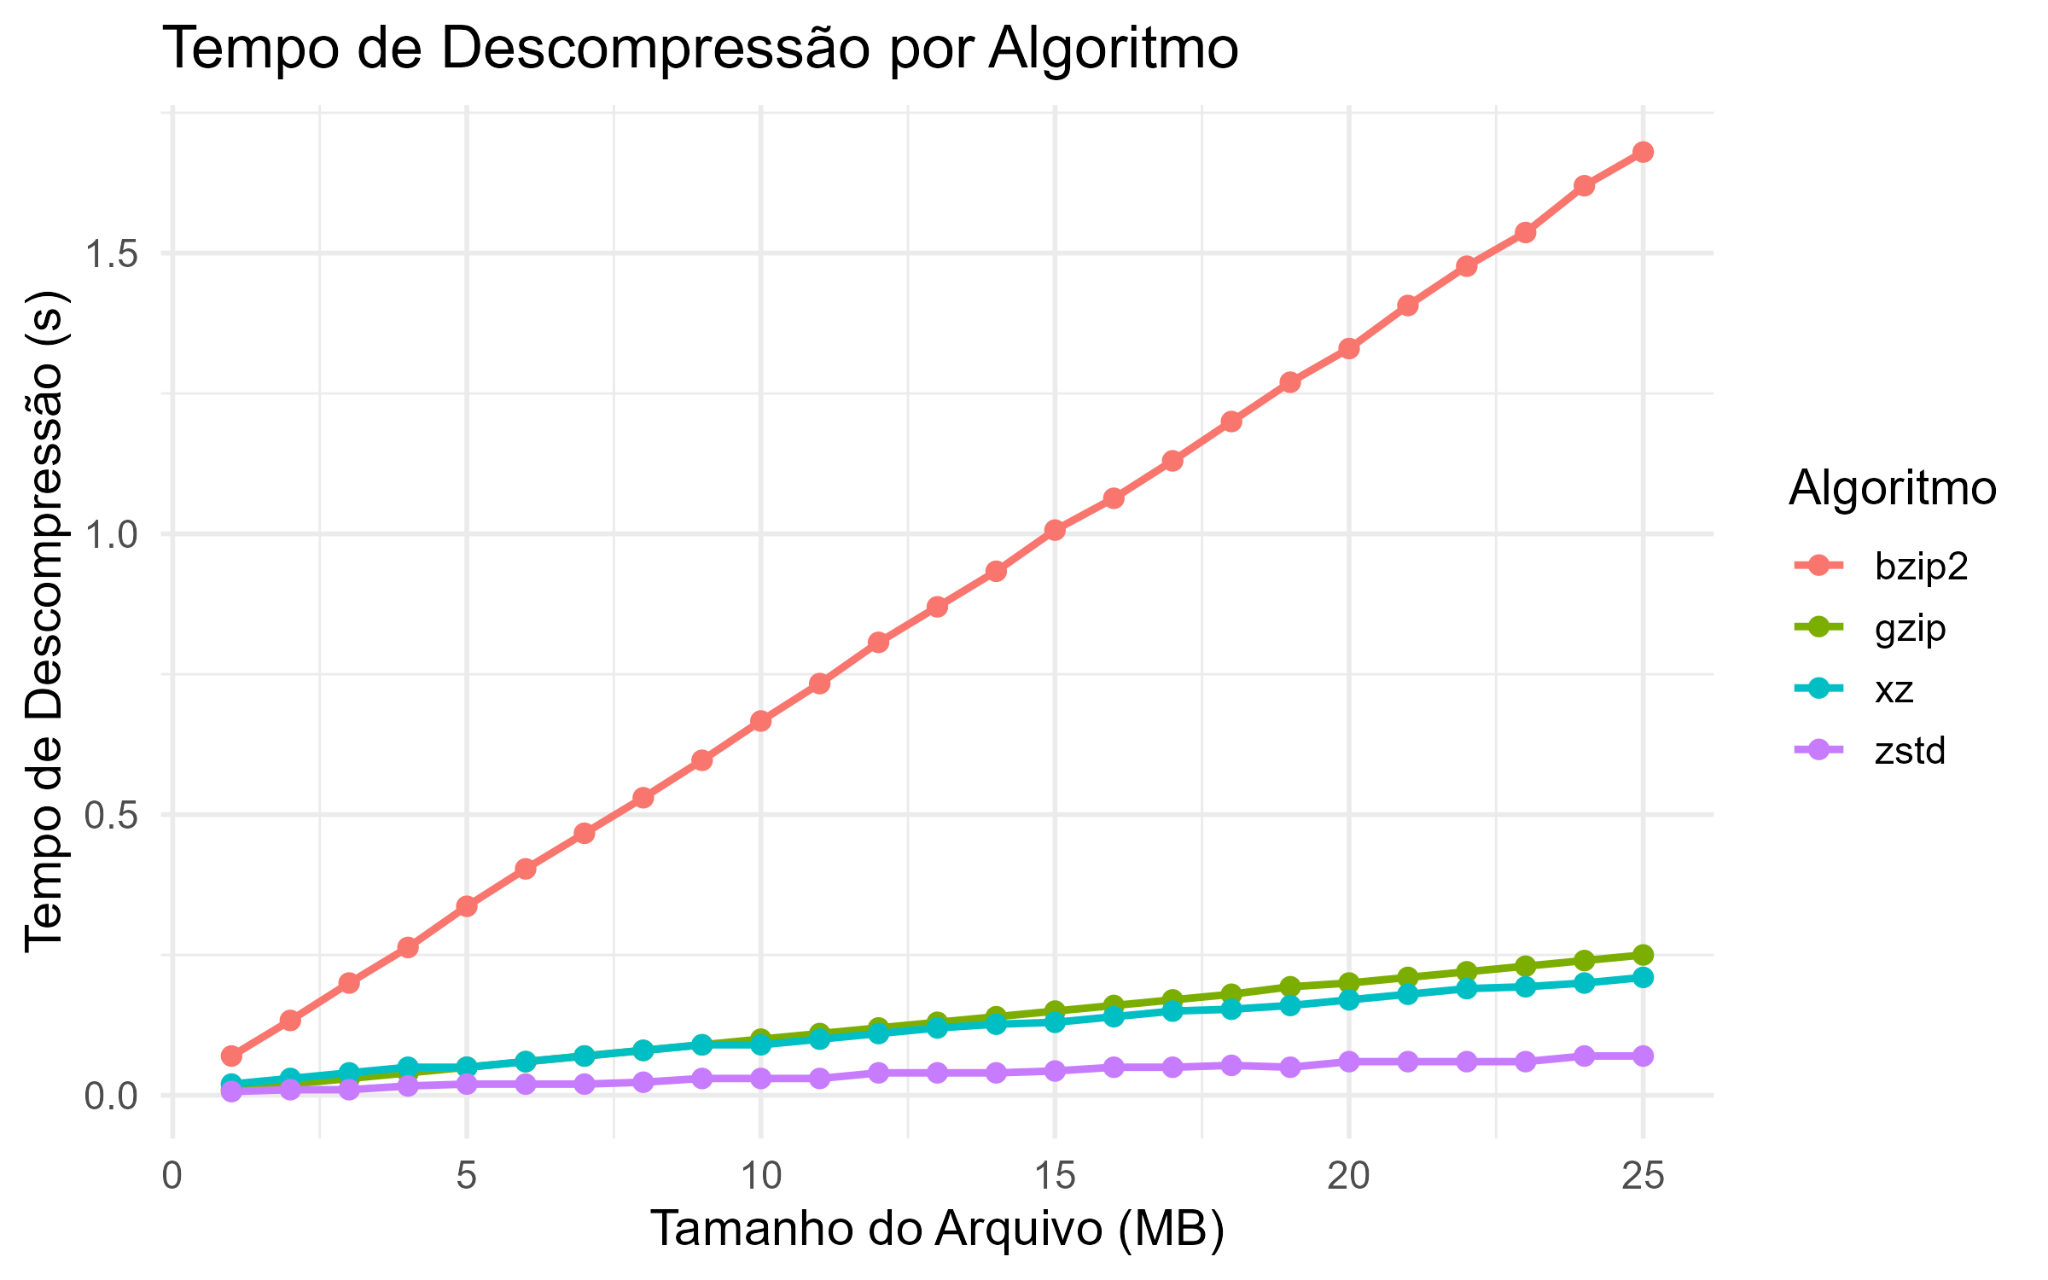 Tempo de Descompressão por Algoritmo
Tempo de Descompressão (s)
1.5
1.0
0.5
0.0
0 5 10 15 20 25
Tamanho do Arquivo (MB)
Algoritmo
bzip2
gzip
xz
zstd